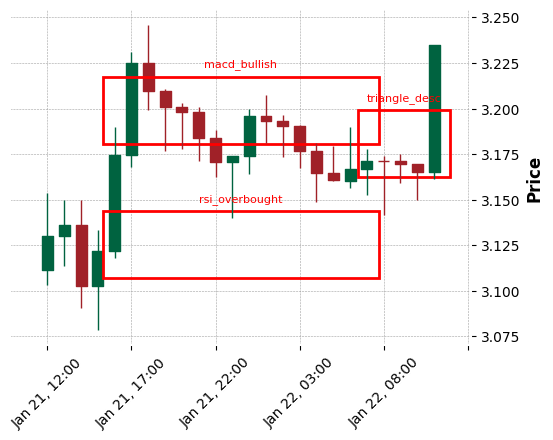 3.250
3.225
macd_bullish
3.200
triangle_de
3.175
rsi_overbought
3.150
3.125
3.100
3.075
Price
Jan 21, 12:00
Jan 21, 17:00
Jan 21, 22:00
Jan 22, 03:00
Jan 22, 08:00